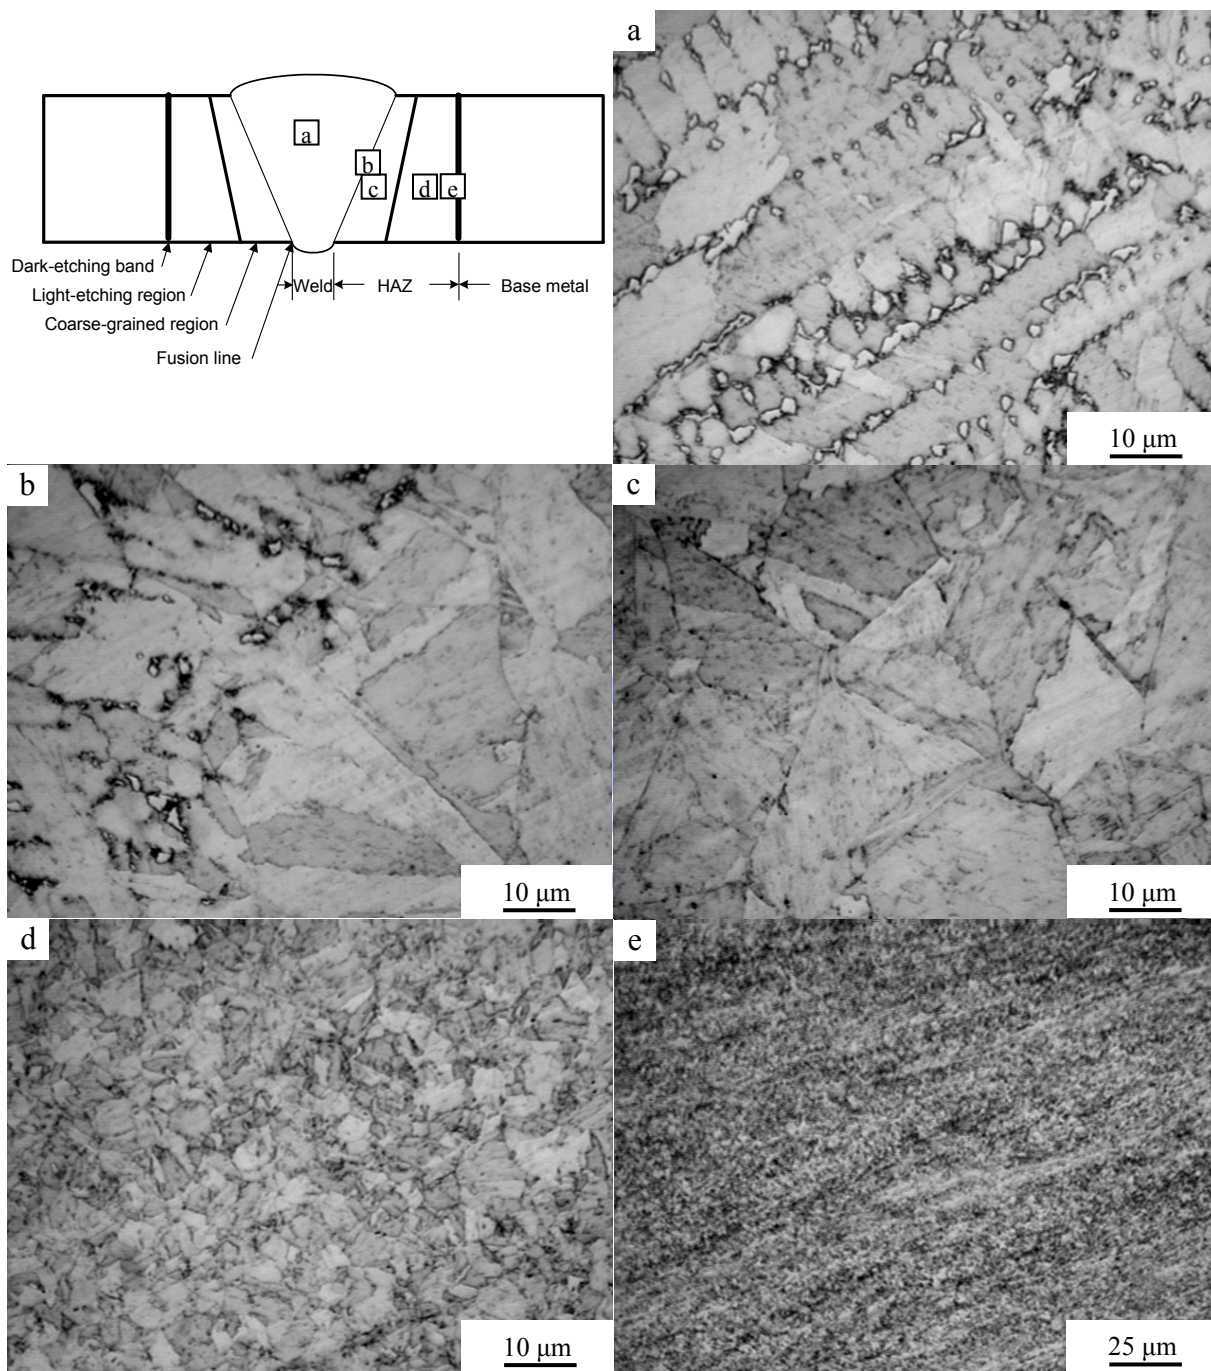 a
a
b
c
d
e
Dark-etching band
Light-etching region
Coarse-grained region
Fusion line
Weld
HAZ
Base metal
10 μm
b
10 μm
c
10 μm
d
10 μm
e
25 μm